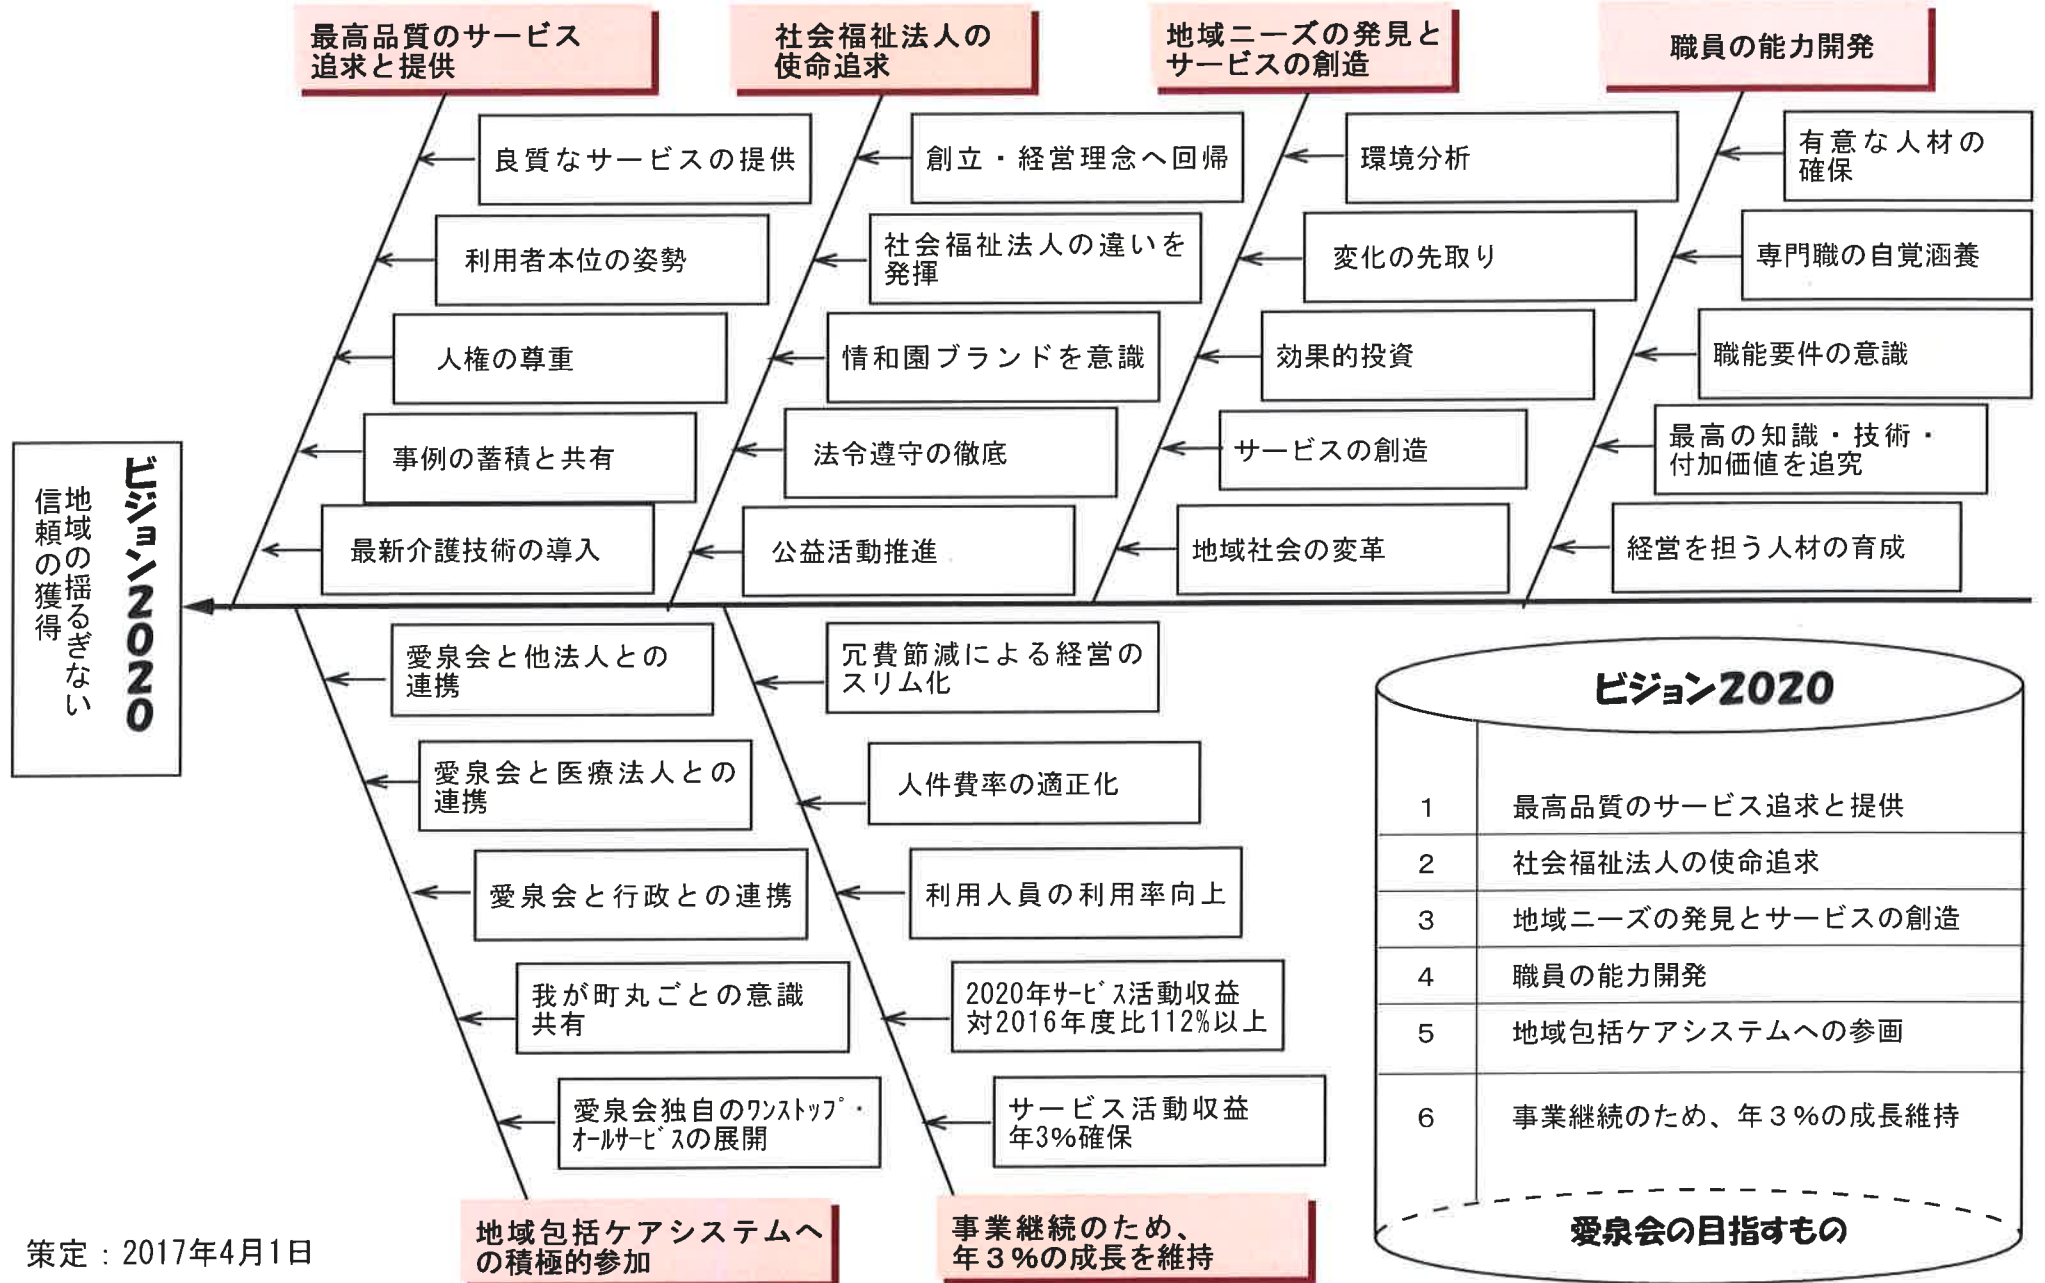 最高品質のサービス
追求と提供
良質なサービスの提供
利用者本位の姿勢
人権の尊重
事例の蓄積と共有
最新介護技術の導入
社会福祉法人の
使命追求
創立・経営理念へ回帰
社会福祉法人の違いを
発揮
情和園ブランドを意識
法令遵守の徹底
公益活動推進
地域ニーズの発見と
サービスの創造
環境分析
変化の先取り
効果的投資
サービスの創造
地域社会の変革
職員の能力開発
有意な人材の
確保
専門職の自覚涵養
職能要件の意識
最高の知識・技術・
付加価値を追究
経営を担う人材の育成
ビジョン2020
地域の揺るぎない
信頼の獲得
愛泉会と他法人との
連携
愛泉会と医療法人との
連携
愛泉会と行政との連携
我が町丸ごとの意識
共有
愛泉会独自のﾜﾝｽﾄｯﾌﾟ・
ｵｰﾙｻｰﾋﾞｽの展開
地域包括ケアシステムへ
の積極的参加
冗費節減による経営の
スリム化
人件費率の適正化
利用人員の利用率向上
2020年ｻｰﾋﾞｽ活動収益
対2016年度比112%以上
サービス活動収益
年3%確保
事業継続のため、
年３%の成長を維持
ビジョン2020
1 最高品質のサービス追求と提供
2 社会福祉法人の使命追求
3 地域ニーズの発見とサービスの創造
4 職員の能力開発
5 地域包括ケアシステムへの参画
6 事業継続のため、年３%の成長維持
愛泉会の目指すもの
策定：2017年4月1日